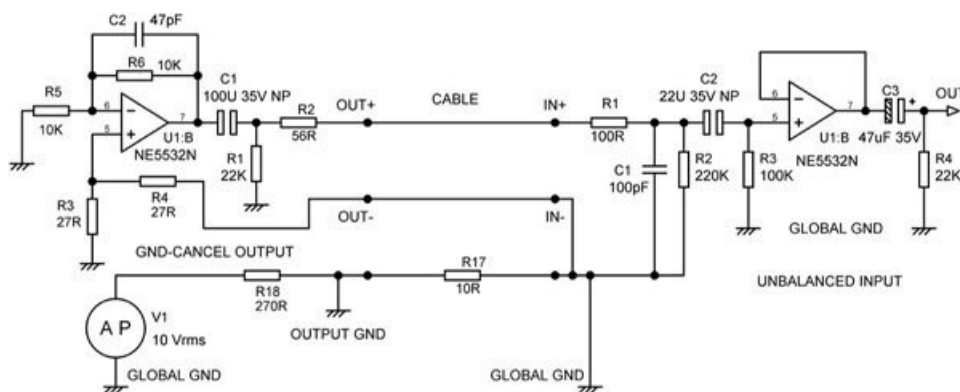 C2
47pF
R6
10K
R5
10K
6
7
5
U1:B
NE5532N
C1
100U 35V NP
R2
56R
OUT+
CABLE
IN+
R1
100R
C2
22U 35V NP
6
7
5
U1:B
NE5532N
C3
+
47uF 35V
OUT
R1
22K
C1
100pF
R2
220K
R3
100K
R4
22K
R3
27R
R4
27R
OUT-
IN-
GLOBAL GND
GND-CANCEL OUTPUT
UNBALANCED INPUT
R18
270R
R17
10R
OUTPUT GND
A P
V1
10 Vrms
GLOBAL GND
GLOBAL GND